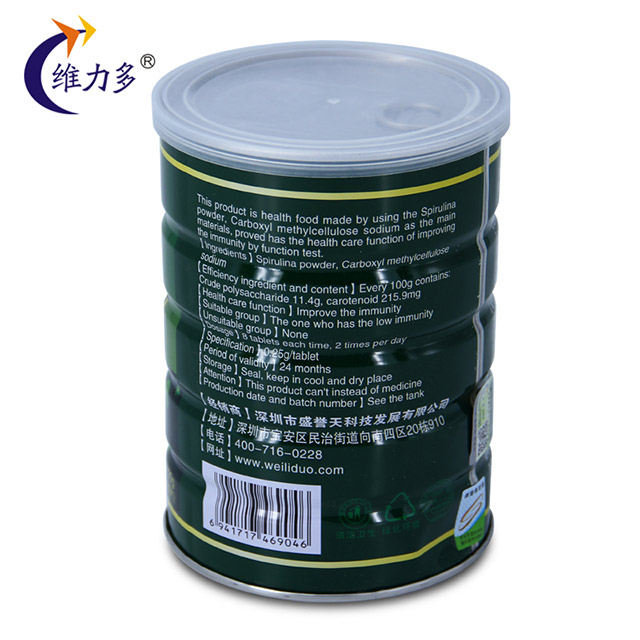 维力多®
This product is health food made by using the Spirulina
powder, Carboxyl methylcellulose sodium as the main
materials, proved has the health care function of improving
the immunity by function test.
【Ingredients】Spirulina powder, Carboxyl methylcellulose
sodium
【Efficiency ingredient and content】Every 100g contains:
Crude polysaccharide 11.4g, carotenoid 215.9mg
【Health care function】Improve the immunity
【Suitable group】The one who has the low immunity
【Unsuitable group】None
【Dosage】8 tablets each time, 2 times per day
【Specification】0.25g/tablet
【Period of validity】24 months
【Storage】Seal, keep in cool and dry place
【Attention】This product can't instead of medicine
【Production date and batch number】See the tank
【经销商】深圳市盛誉天科技发展有限公司
【地址】深圳市宝安区民治街道向南四区20栋910
【电话】400-716-0228
【网址】www.weiliduo.com
6 941717 469046